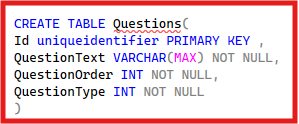 CREATE TABLE Questions(
Id uniqueidentifier PRIMARY KEY ,
QuestionText VARCHAR(MAX) NOT NULL,
QuestionOrder INT NOT NULL,
QuestionType INT NOT NULL
)